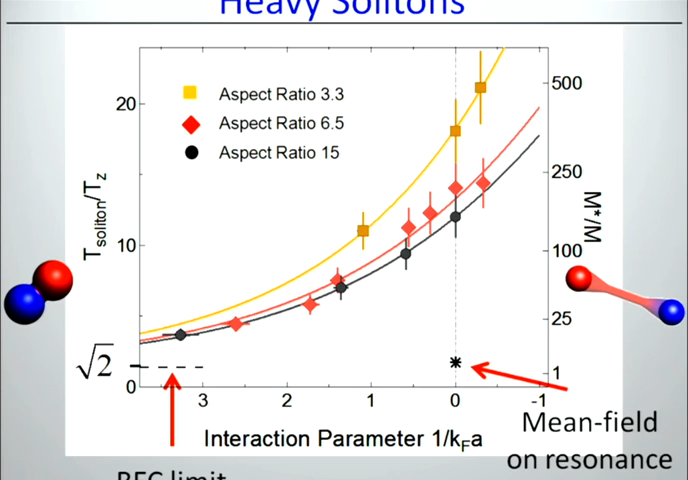 Heavy Solitons
Aspect Ratio 3.3
Aspect Ratio 6.5
Aspect Ratio 15
20
10
0
√2
T_soliton/T_z
500
250
100
25
1
M*/M
3
2
1
0
-1
Interaction Parameter 1/k_Fa
Mean-field
on resonance
BEC limit